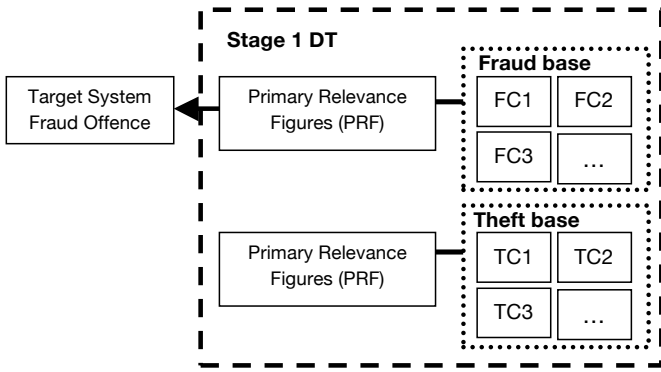 Stage 1 DT
Target System
Fraud Offence
Primary Relevance
Figures (PRF)
Fraud base
FC1 FC2
FC3 ...
Primary Relevance
Figures (PRF)
Theft base
TC1 TC2
TC3 ...